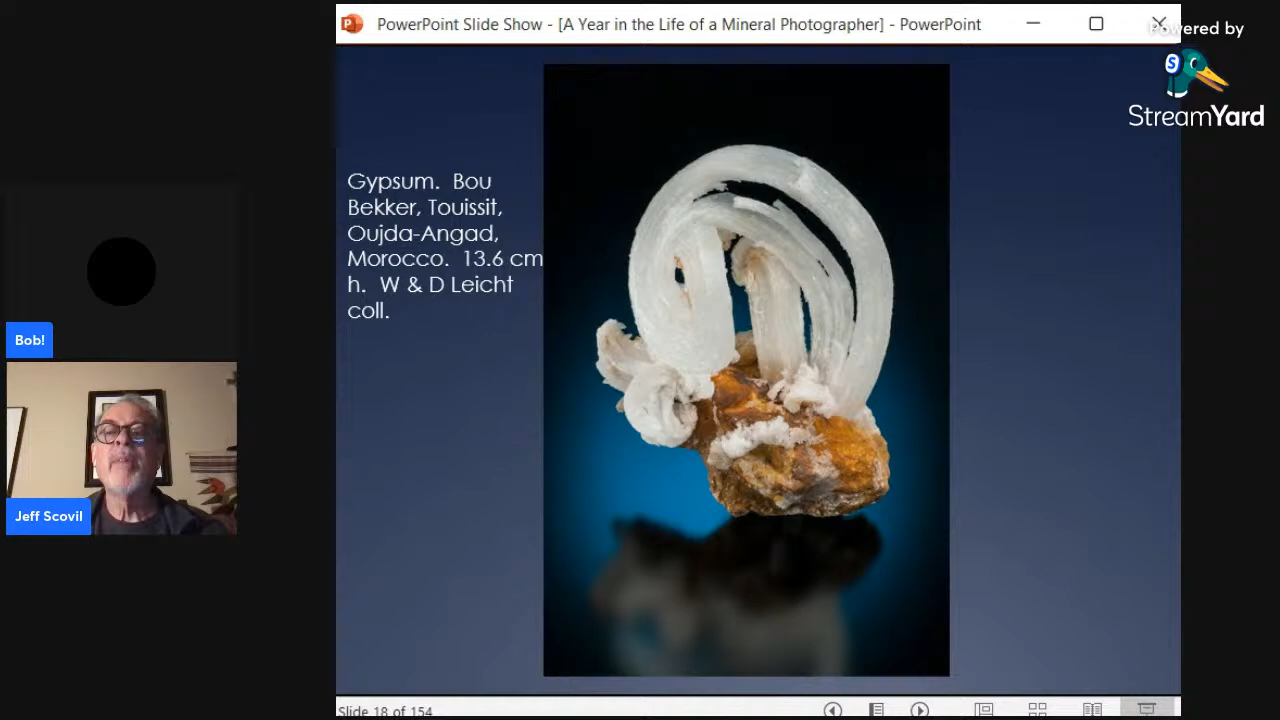 PowerPoint Slide Show - [A Year in the Life of a Mineral Photographer] - PowerPoint
Powered by
S
StreamYard
Gypsum. Bou
Bekker, Touissit,
Oujda-Angad,
Morocco. 13.6 cm
h. W & D Leicht
coll.
Bob!
Jeff Scovil
Slide 18 of 154